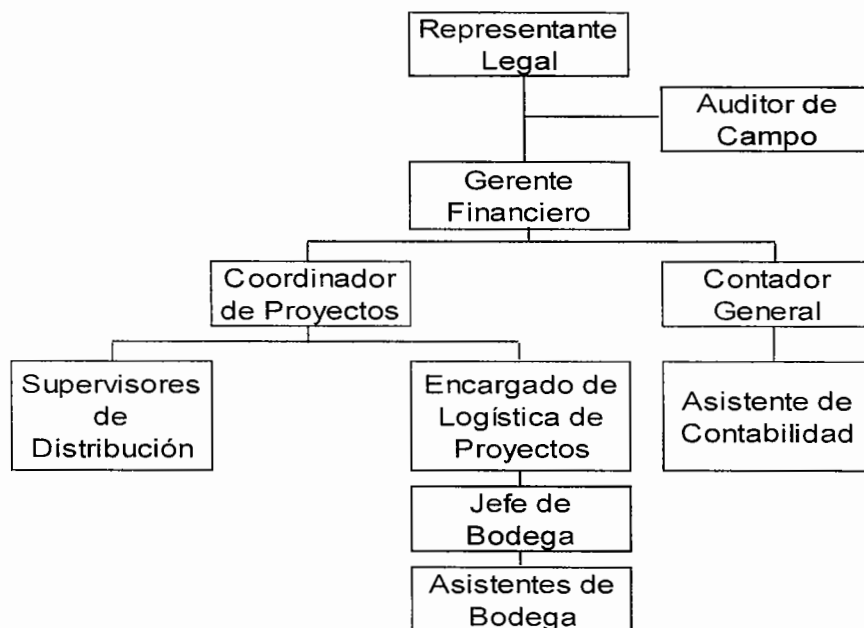 Representante
Legal
Auditor de
Campo
Gerente
Financiero
Coordinador
de Proyectos
Contador
General
Supervisores
de
Distribución
Encargado de
Logística de
Proyectos
Asistente de
Contabilidad
Jefe de
Bodega
Asistentes de
Bodega